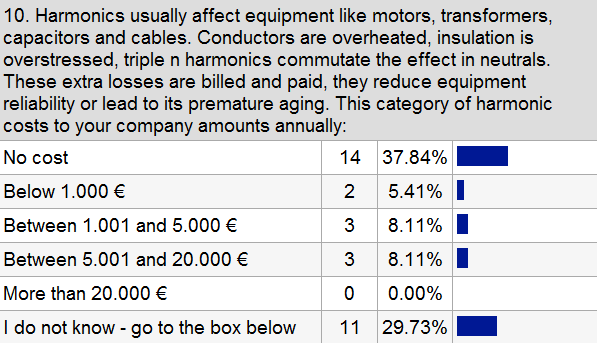 10. Harmonics usually affect equipment like motors, transformers,
capacitors and cables. Conductors are overheated, insulation is
overstressed, triple n harmonics commutate the effect in neutrals.
These extra losses are billed and paid, they reduce equipment
reliability or lead to its premature aging. This category of harmonic
costs to your company amounts annually:
No cost 14 37.84%
Below 1.000 € 2 5.41%
Between 1.001 and 5.000 € 3 8.11%
Between 5.001 and 20.000 € 3 8.11%
More than 20.000 € 0 0.00%
I do not know - go to the box below 11 29.73%